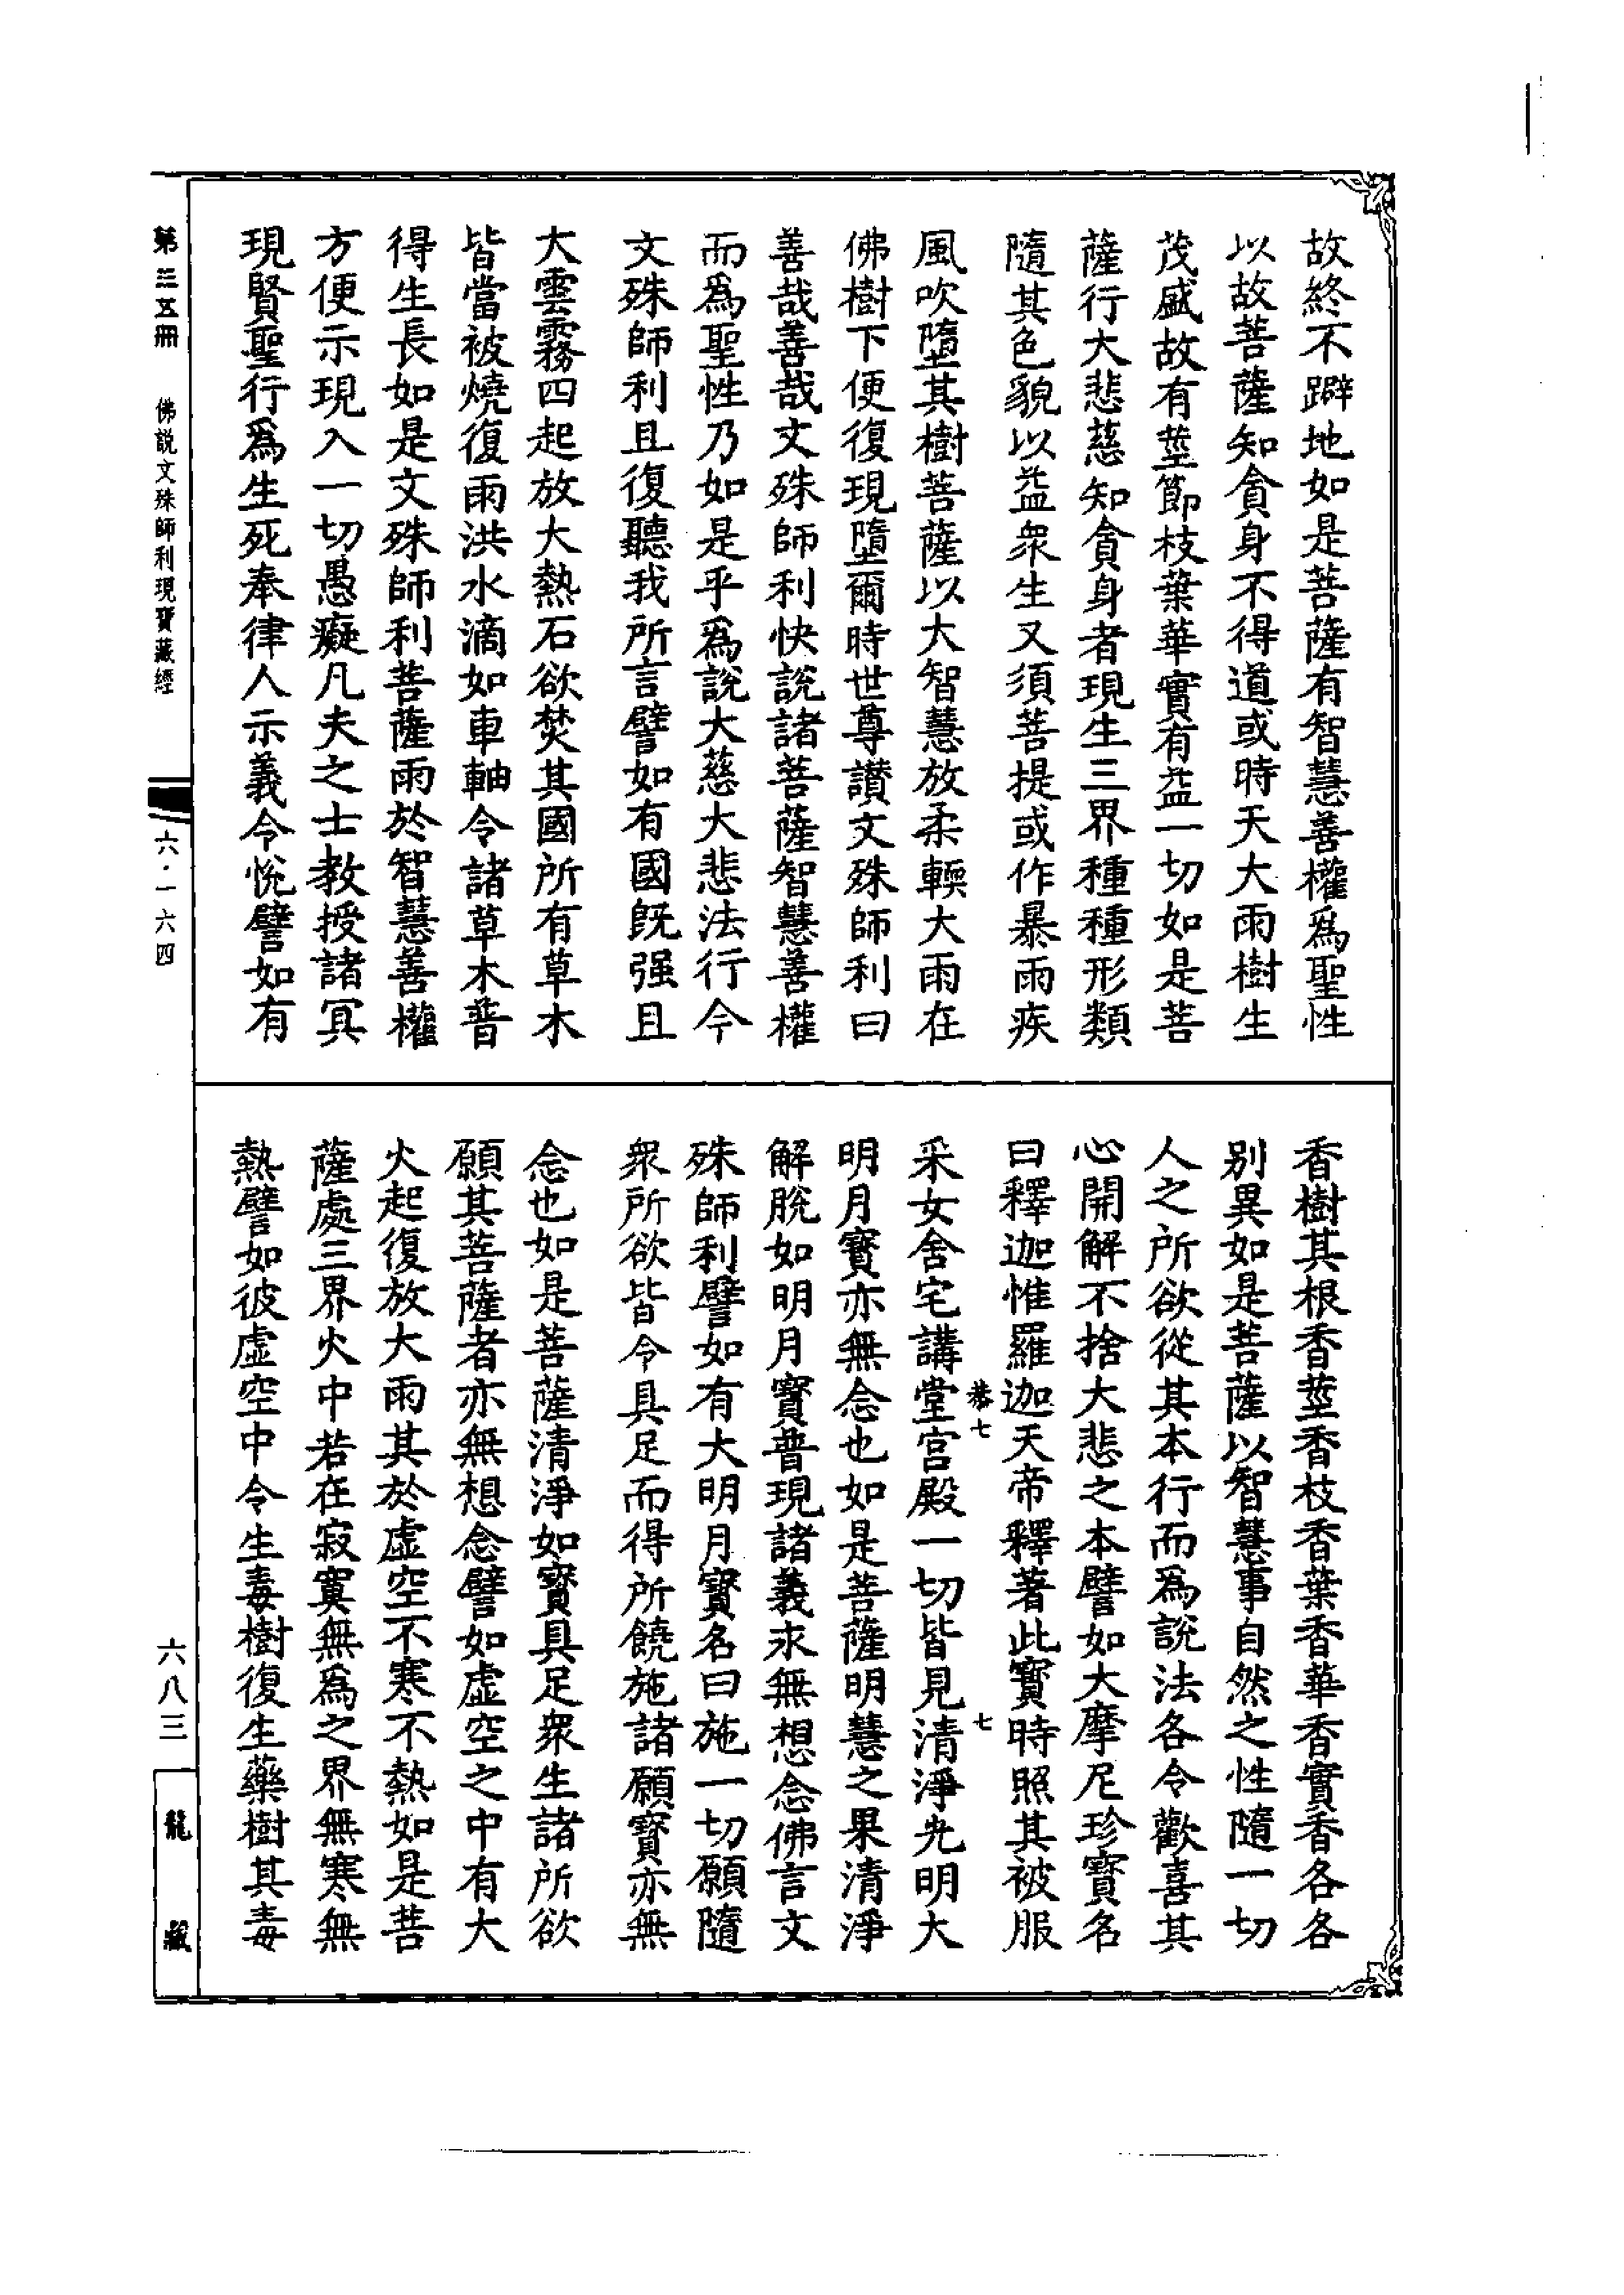 故終不躃地如是菩薩有智慧善權爲聖性
以故菩薩知貪身不得道或時天大雨樹生
茂盛故有莖節枝葉華實有益一切如是菩
薩行大悲慈知貪身者現生三界種種形類
隨其色貌以益衆生又須菩提或作暴雨疾
風吹墮其樹菩薩以大智慧放柔輭大雨在
佛樹下便復現墮爾時世尊讃文殊師利曰
善哉善哉文殊師利快説諸菩薩智慧善權
而爲聖性乃如是乎爲説大慈大悲法行今
文殊師利且復聽我所言譬如有國既强且
大雲霧四起放大熱石欲焚其國所有草木
皆當被燒復雨洪水滴如車軸令諸草木普
得生長如是文殊師利菩薩雨於智慧善權
方便示現入一切愚癡凡夫之士教授諸冥
現賢聖行爲生死奉律人示義令悅譬如有
香樹其根香莖香枝香葉香華香實香各各
别異如是菩薩以智慧事自然之性隨一切
人之所欲從其本行而爲説法各令歡喜其
心開解不捨大悲之本譬如大摩尼珍寳名
曰釋迦惟羅迦天帝釋著此寳時照其被服
恭七　七
采女舍宅講堂宫殿一切皆見清淨光明大
明月寳亦無念也如是菩薩明慧之果清淨
解脱如明月寳普現諸義求無想念佛言文
殊師利譬如有大明月寳名曰施一切願隨
衆所欲皆令具足而得所饒施諸願寳亦無
念也如是菩薩清淨如寳具足衆生諸所欲
願其菩薩者亦無想念譬如虚空之中有大
火起復放大雨其於虚空不寒不熱如是菩
薩處三界火中若在寂寞無爲之界無寒無
熱譬如彼虚空中令生毒樹復生藥樹其毒
第三五冊　佛説文殊師利現寶藏經　六·一六四
六八三
龍藏